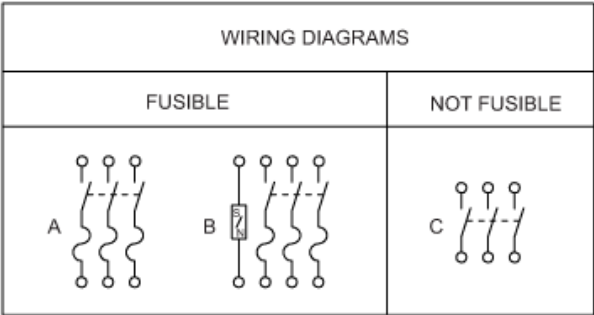 WIRING DIAGRAMS
FUSIBLE
NOT FUSIBLE
A
B
S/N
C